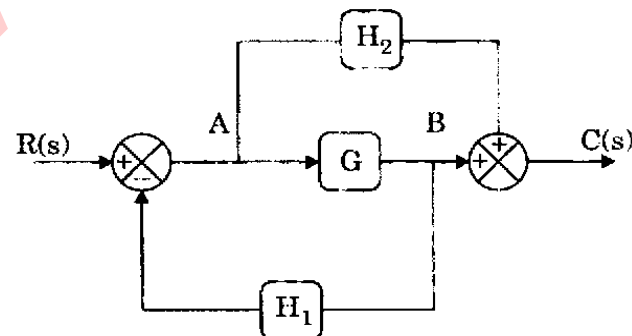 H₂
A
B
R(s)
+
−
G
+
+
C(s)
H₁